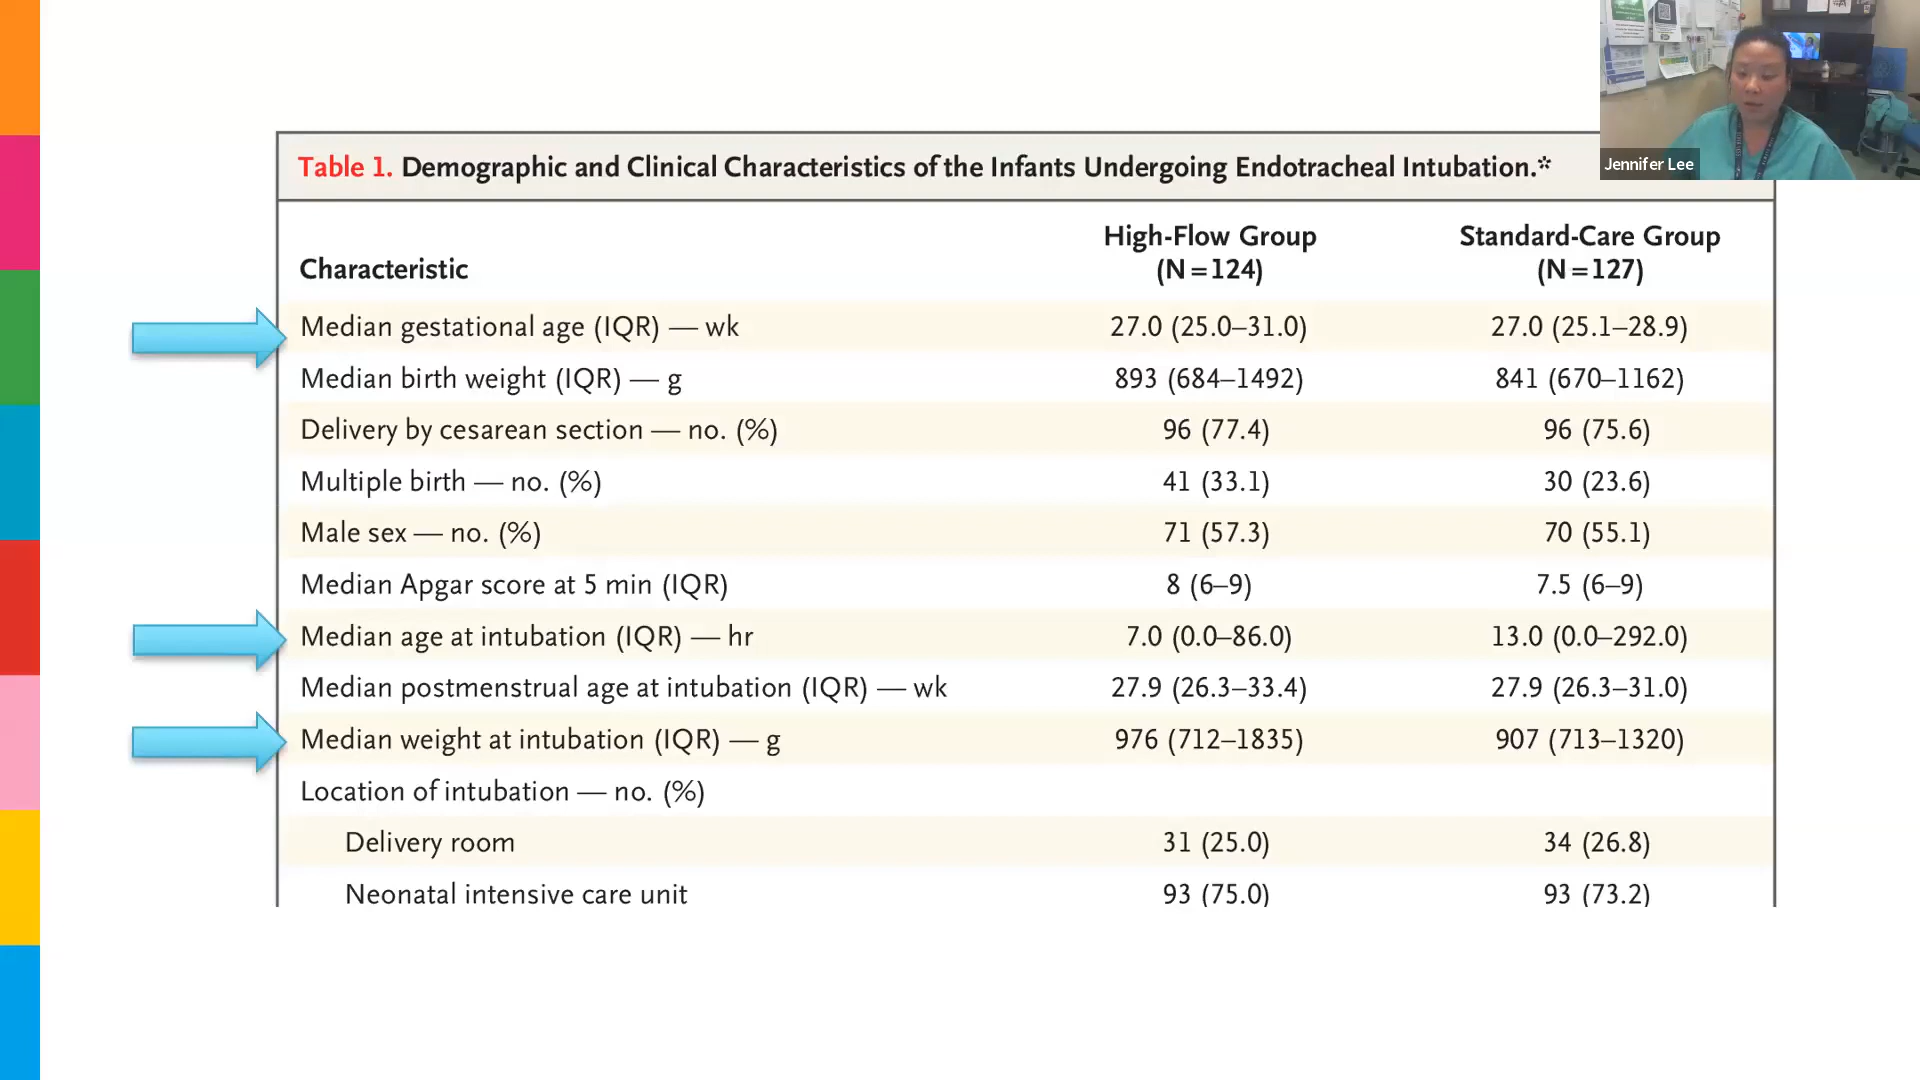 Jennifer Lee
Table 1. Demographic and Clinical Characteristics of the Infants Undergoing Endotracheal Intubation.*
Characteristic
High-Flow Group
(N=124)
Standard-Care Group
(N=127)
Median gestational age (IQR) — wk 27.0 (25.0–31.0) 27.0 (25.1–28.9)
Median birth weight (IQR) — g 893 (684–1492) 841 (670–1162)
Delivery by cesarean section — no. (%) 96 (77.4) 96 (75.6)
Multiple birth — no. (%) 41 (33.1) 30 (23.6)
Male sex — no. (%) 71 (57.3) 70 (55.1)
Median Apgar score at 5 min (IQR) 8 (6–9) 7.5 (6–9)
Median age at intubation (IQR) — hr 7.0 (0.0–86.0) 13.0 (0.0–292.0)
Median postmenstrual age at intubation (IQR) — wk 27.9 (26.3–33.4) 27.9 (26.3–31.0)
Median weight at intubation (IQR) — g 976 (712–1835) 907 (713–1320)
Location of intubation — no. (%)
Delivery room 31 (25.0) 34 (26.8)
Neonatal intensive care unit 93 (75.0) 93 (73.2)